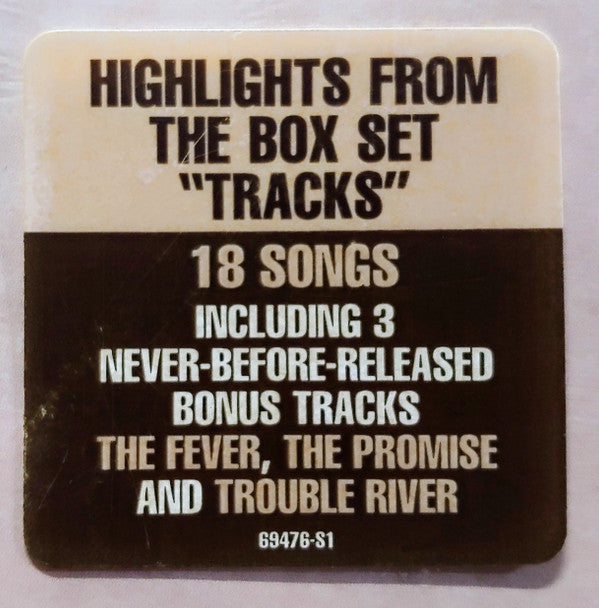 HIGHLIGHTS FROM
THE BOX SET
"TRACKS"
18 SONGS
INCLUDING 3
NEVER-BEFORE-RELEASED
BONUS TRACKS
THE FEVER, THE PROMISE
AND TROUBLE RIVER
69476-S1